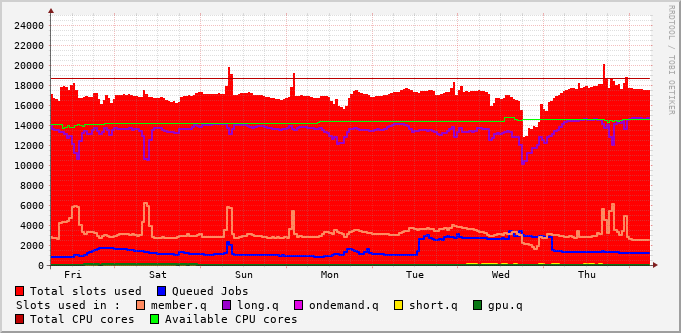 RRDTOOL / TOBI OETIKER
24000
22000
20000
18000
16000
14000
12000
10000
8000
6000
4000
2000
0
Fri Sat Sun Mon Tue Wed Thu
Total slots used Queued Jobs
Slots used in : member.q long.q ondemand.q short.q gpu.q
Total CPU cores Available CPU cores